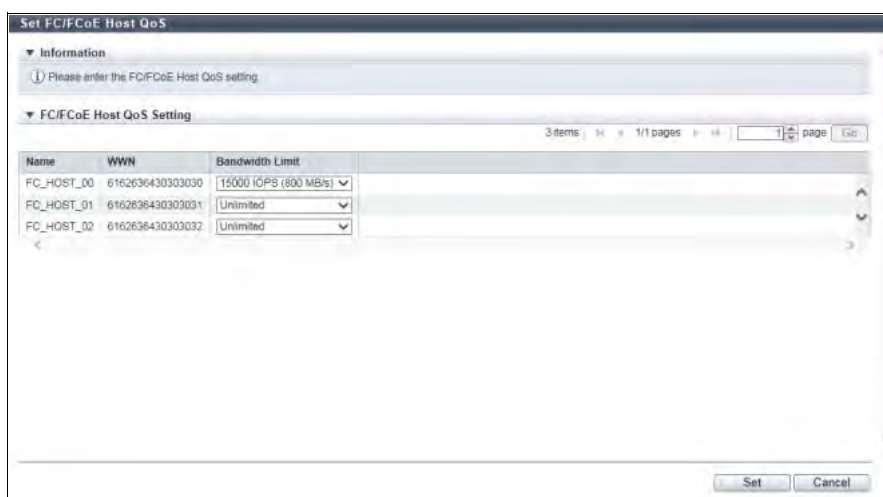 Set FC/FCoE Host QoS
▼ Information
Please enter the FC/FCoE Host QoS setting.
▼ FC/FCoE Host QoS Setting
3 items 1/1 pages 1 page Go
Name WWN Bandwidth Limit
FC_HOST_00 6162636430303030 15000 IOPS (800 MB/s)
FC_HOST_01 6162636430303031 Unlimited
FC_HOST_02 6162636430303032 Unlimited
Set Cancel